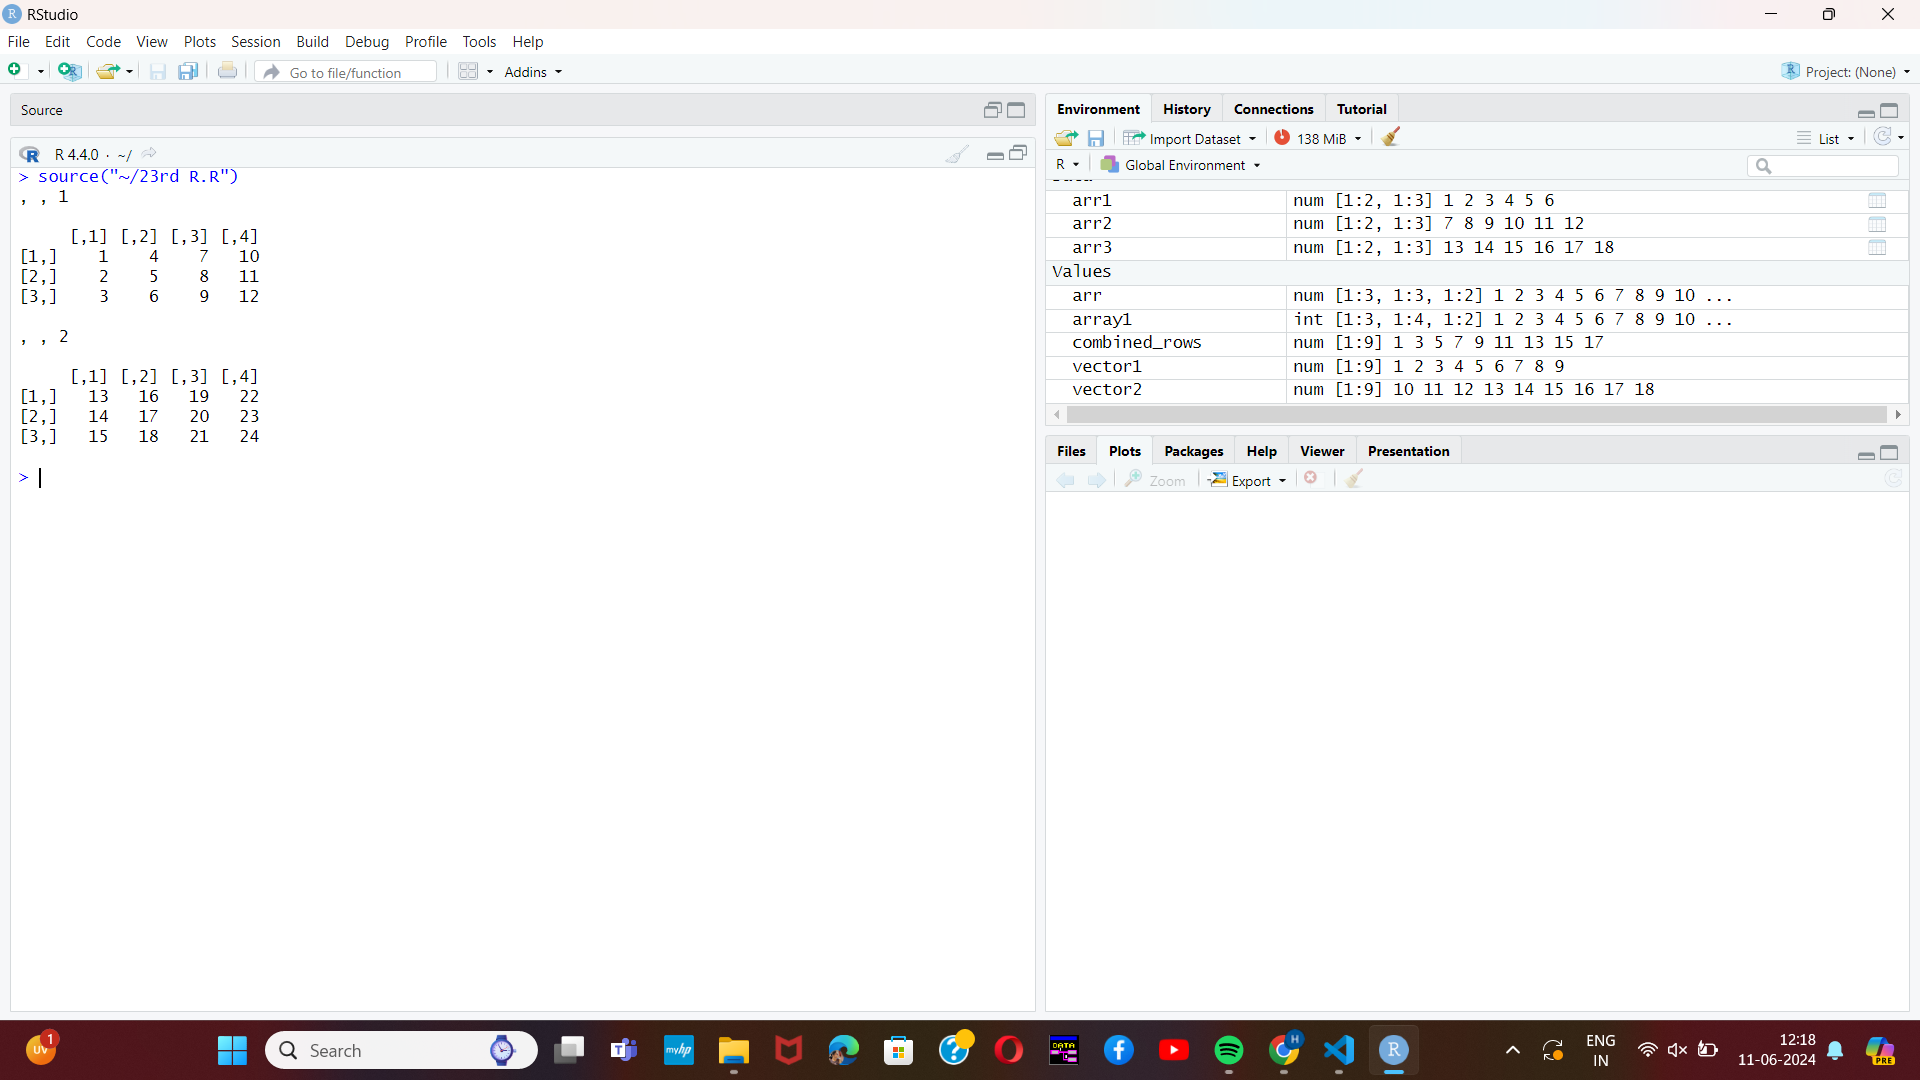 RStudio
File Edit Code View Plots Session Build Debug Profile Tools Help
Go to file/function Addins Project: (None)
Source
R 4.4.0 · ~/
> source("~/23rd R.R")
, , 1
[,1] [,2] [,3] [,4]
[1,] 1 4 7 10
[2,] 2 5 8 11
[3,] 3 6 9 12
, , 2
[,1] [,2] [,3] [,4]
[1,] 13 16 19 22
[2,] 14 17 20 23
[3,] 15 18 21 24
>
Environment History Connections Tutorial
Import Dataset 138 MiB List
R Global Environment
arr1 num [1:2, 1:3] 1 2 3 4 5 6
arr2 num [1:2, 1:3] 7 8 9 10 11 12
arr3 num [1:2, 1:3] 13 14 15 16 17 18
Values
arr num [1:3, 1:3, 1:2] 1 2 3 4 5 6 7 8 9 10 ...
array1 int [1:3, 1:4, 1:2] 1 2 3 4 5 6 7 8 9 10 ...
combined_rows num [1:9] 1 3 5 7 9 11 13 15 17
vector1 num [1:9] 1 2 3 4 5 6 7 8 9
vector2 num [1:9] 10 11 12 13 14 15 16 17 18
Files Plots Packages Help Viewer Presentation
Zoom Export
UV 1
Search
myhp
DATA
H
R
ENG
IN
12:18
11-06-2024
PRE